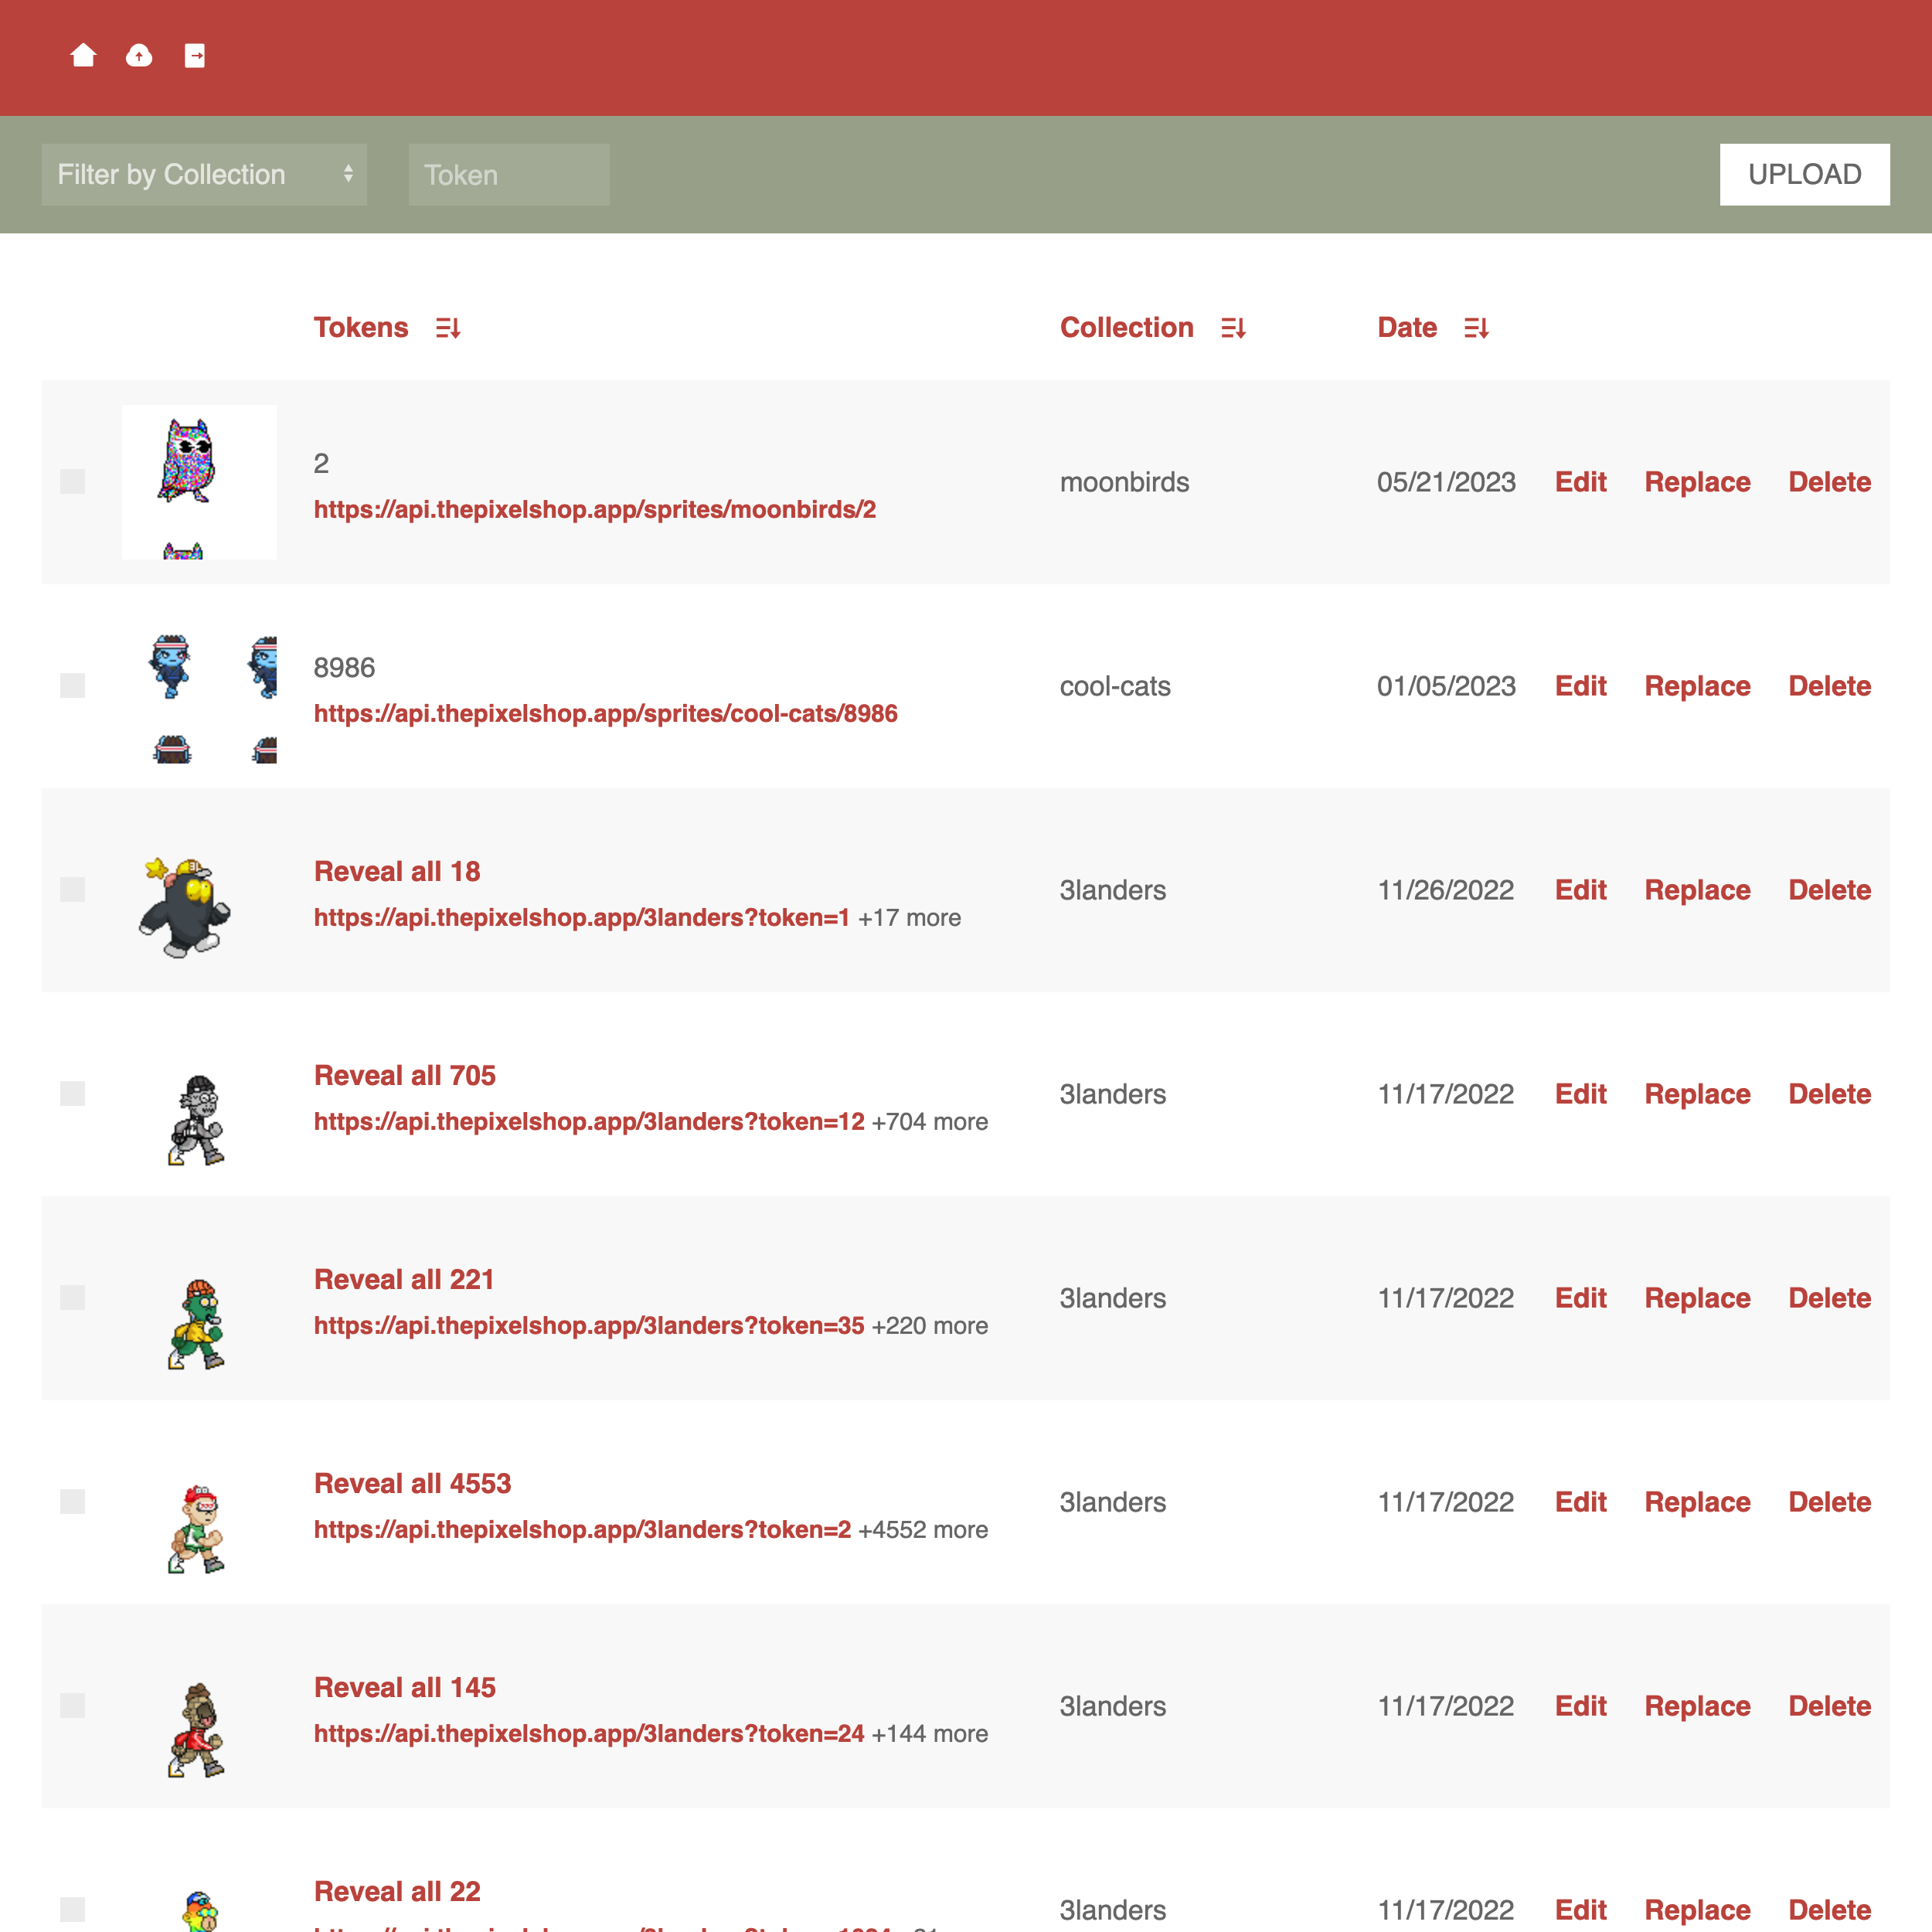 Filter by Collection
Token
UPLOAD
Tokens
Collection
Date
2
https://api.thepixelshop.app/sprites/moonbirds/2
moonbirds
05/21/2023
Edit
Replace
Delete
8986
https://api.thepixelshop.app/sprites/cool-cats/8986
cool-cats
01/05/2023
Edit
Replace
Delete
Reveal all 18
https://api.thepixelshop.app/3landers?token=1 +17 more
3landers
11/26/2022
Edit
Replace
Delete
Reveal all 705
https://api.thepixelshop.app/3landers?token=12 +704 more
3landers
11/17/2022
Edit
Replace
Delete
Reveal all 221
https://api.thepixelshop.app/3landers?token=35 +220 more
3landers
11/17/2022
Edit
Replace
Delete
Reveal all 4553
https://api.thepixelshop.app/3landers?token=2 +4552 more
3landers
11/17/2022
Edit
Replace
Delete
Reveal all 145
https://api.thepixelshop.app/3landers?token=24 +144 more
3landers
11/17/2022
Edit
Replace
Delete
Reveal all 22
3landers
11/17/2022
Edit
Replace
Delete